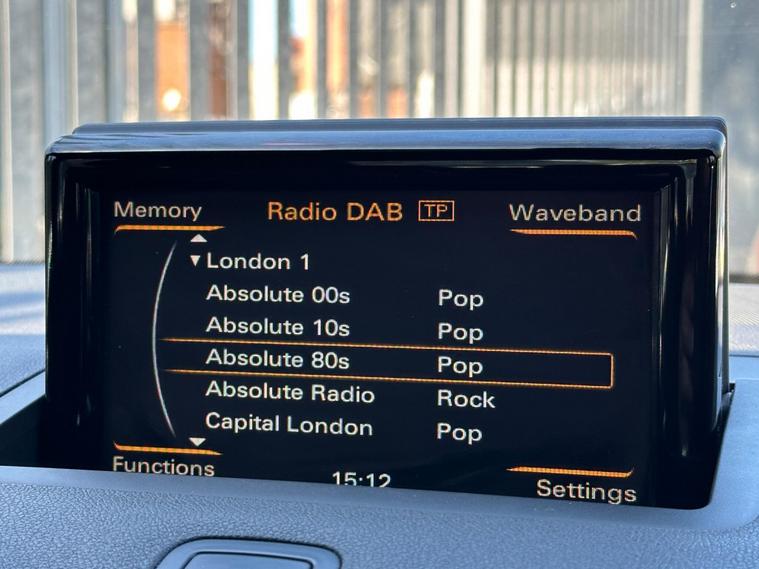 Memory Radio DAB TP Waveband
London 1
Absolute 00s Pop
Absolute 10s Pop
Absolute 80s Pop
Absolute Radio Rock
Capital London Pop
Functions 15:12 Settings